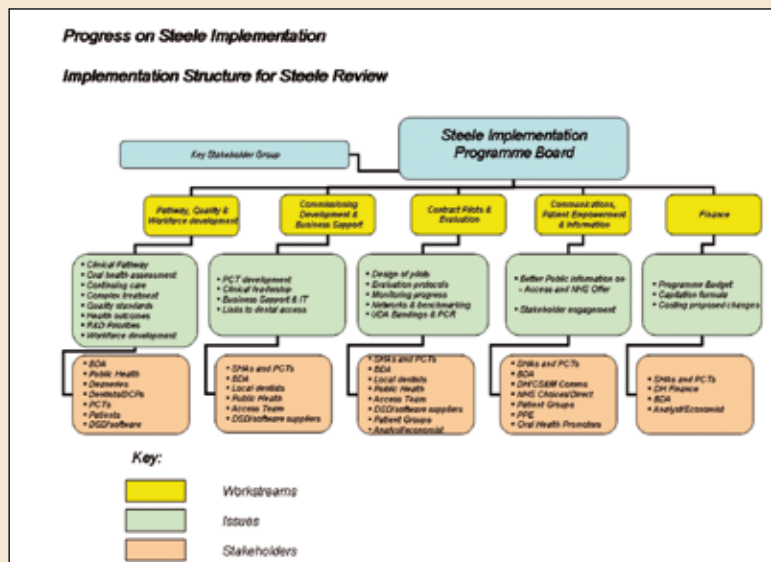 Progress on Steele Implementation
Implementation Structure for Steele Review
Steele Implementation
Programme Board
Key Stakeholder Group
Pathway, Quality &
Workforce development
Commissioning
Development &
Business Support
Contract Pilots &
Evaluation
Communications,
Patient Empowerment
& Information
Finance
• Clinical Pathway
• Oral health assessment
• Continuing care
• Complex treatment
• Quality standards
• Health outcomes
• R&D Priorities
• Workforce development
• PCT development
• Clinical leadership
• Business Support & IT
• Links to dental access
• Design of pilots
• Evaluation protocols
• Monitoring progress
• Networks & benchmarking
• UDA Bandings & PCR
• Better Public information on
– Access and NHS Offer
• Stakeholder engagement
• Programme Budget
• Capitation formula
• Costing proposed changes
• BDA
• Public Health
• Deaneries
• Dentists/DCPs
• PCTs
• Patients
• DSD/software
• SHAs and PCTs
• BDA
• Local dentists
• Public Health
• Access Team
• DSD/software suppliers
• SHAs and PCTs
• BDA
• Local dentists
• Public Health
• Access Team
• DSD/software suppliers
• Patient Groups
• Analyst/economist
• SHAs and PCTs
• BDA
• Comms
• NHS Choices/Direct
• Patient Groups
• PPE
• Oral Health Promoters
• SHAs and PCTs
• DH Finance
• BDA
• Analyst/Economist
Key:
Workstreams
Issues
Stakeholders